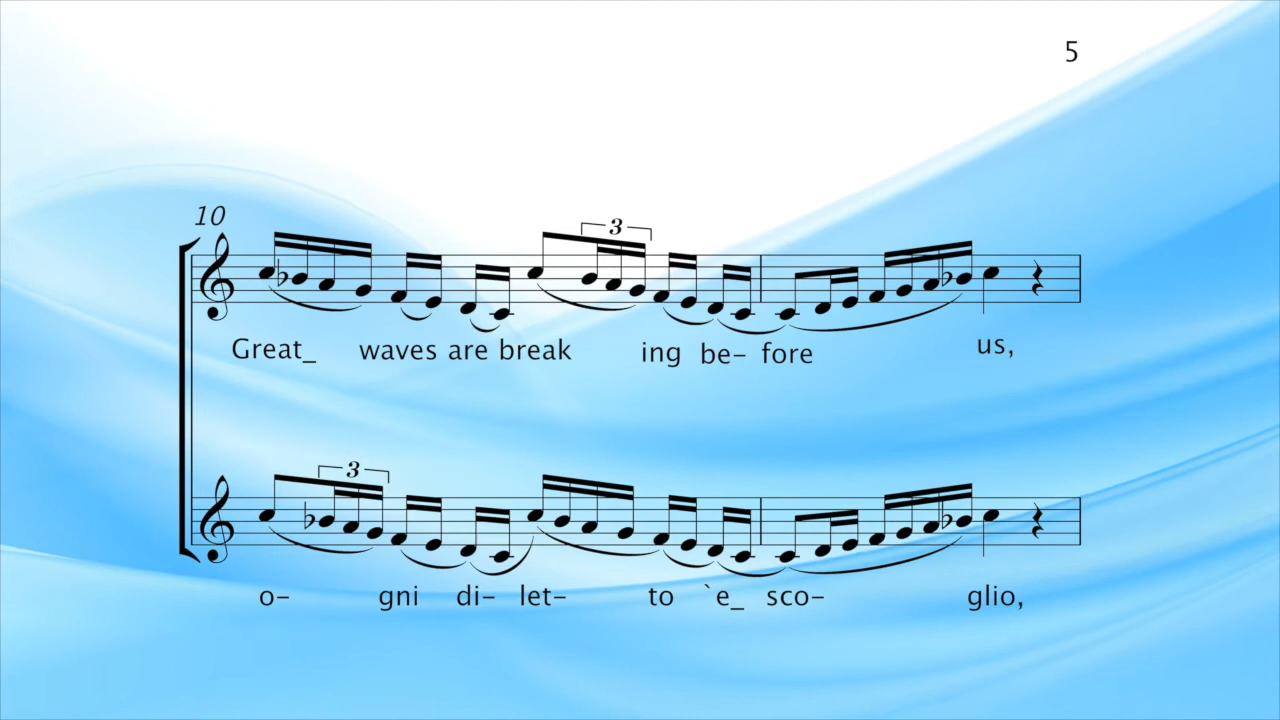 5
10
3
Great_ waves are break ing be- fore us,
3
o- gni di- let- to `e_ sco- glio,